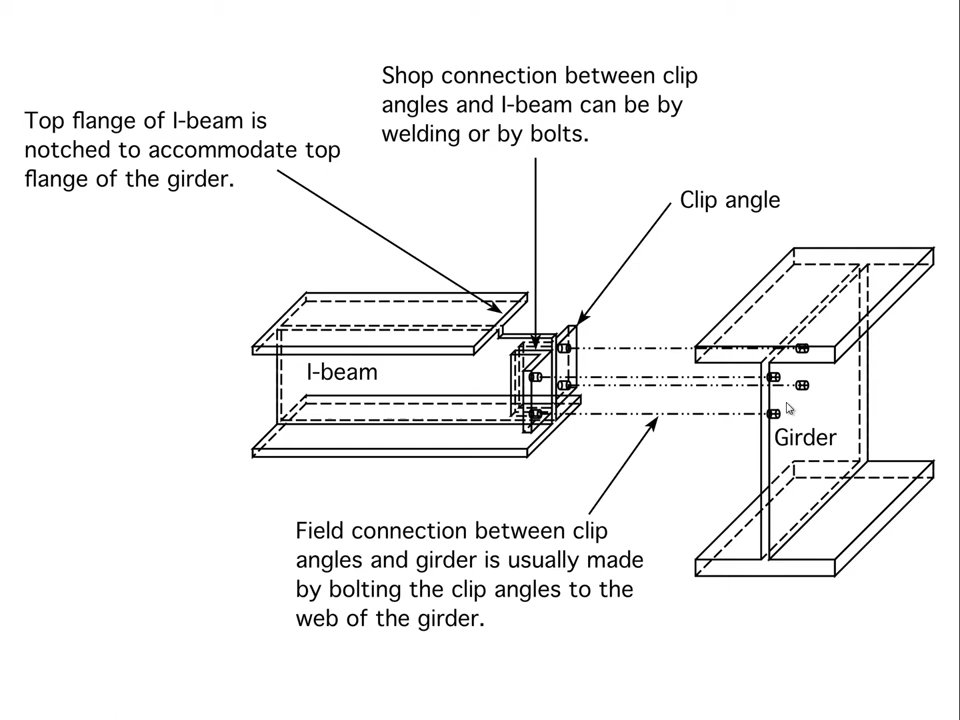 Shop connection between clip
angles and I-beam can be by
welding or by bolts.
Top flange of I-beam is
notched to accommodate top
flange of the girder.
Clip angle
I-beam
Girder
Field connection between clip
angles and girder is usually made
by bolting the clip angles to the
web of the girder.